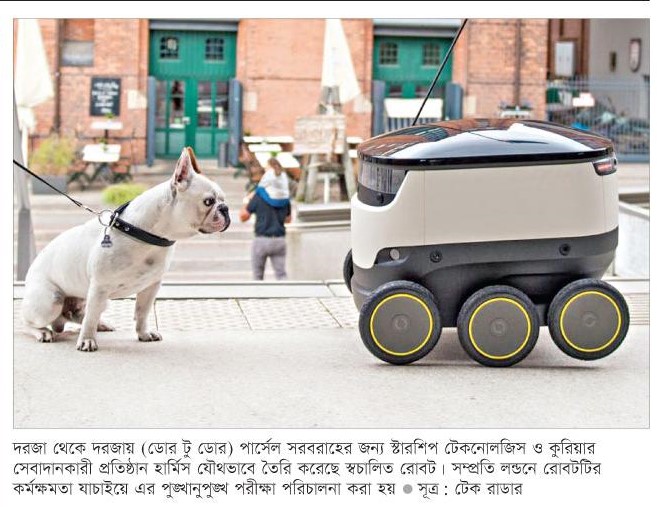 দরজা থেকে দরজায় (ডোর টু ডোর) পার্সেল সরবরাহের জন্য স্টারশিপ টেকনোলজিস ও কুরিয়ার
সেবাদানকারী প্রতিষ্ঠান হার্মিস যৌথভাবে তৈরি করেছে স্বচালিত রোবট। সম্প্রতি লন্ডনে রোবটটির
কর্মক্ষমতা যাচাইয়ে এর পুঙ্খানুপুঙ্খ পরীক্ষা পরিচালনা করা হয় ● সূত্র : টেক রাডার